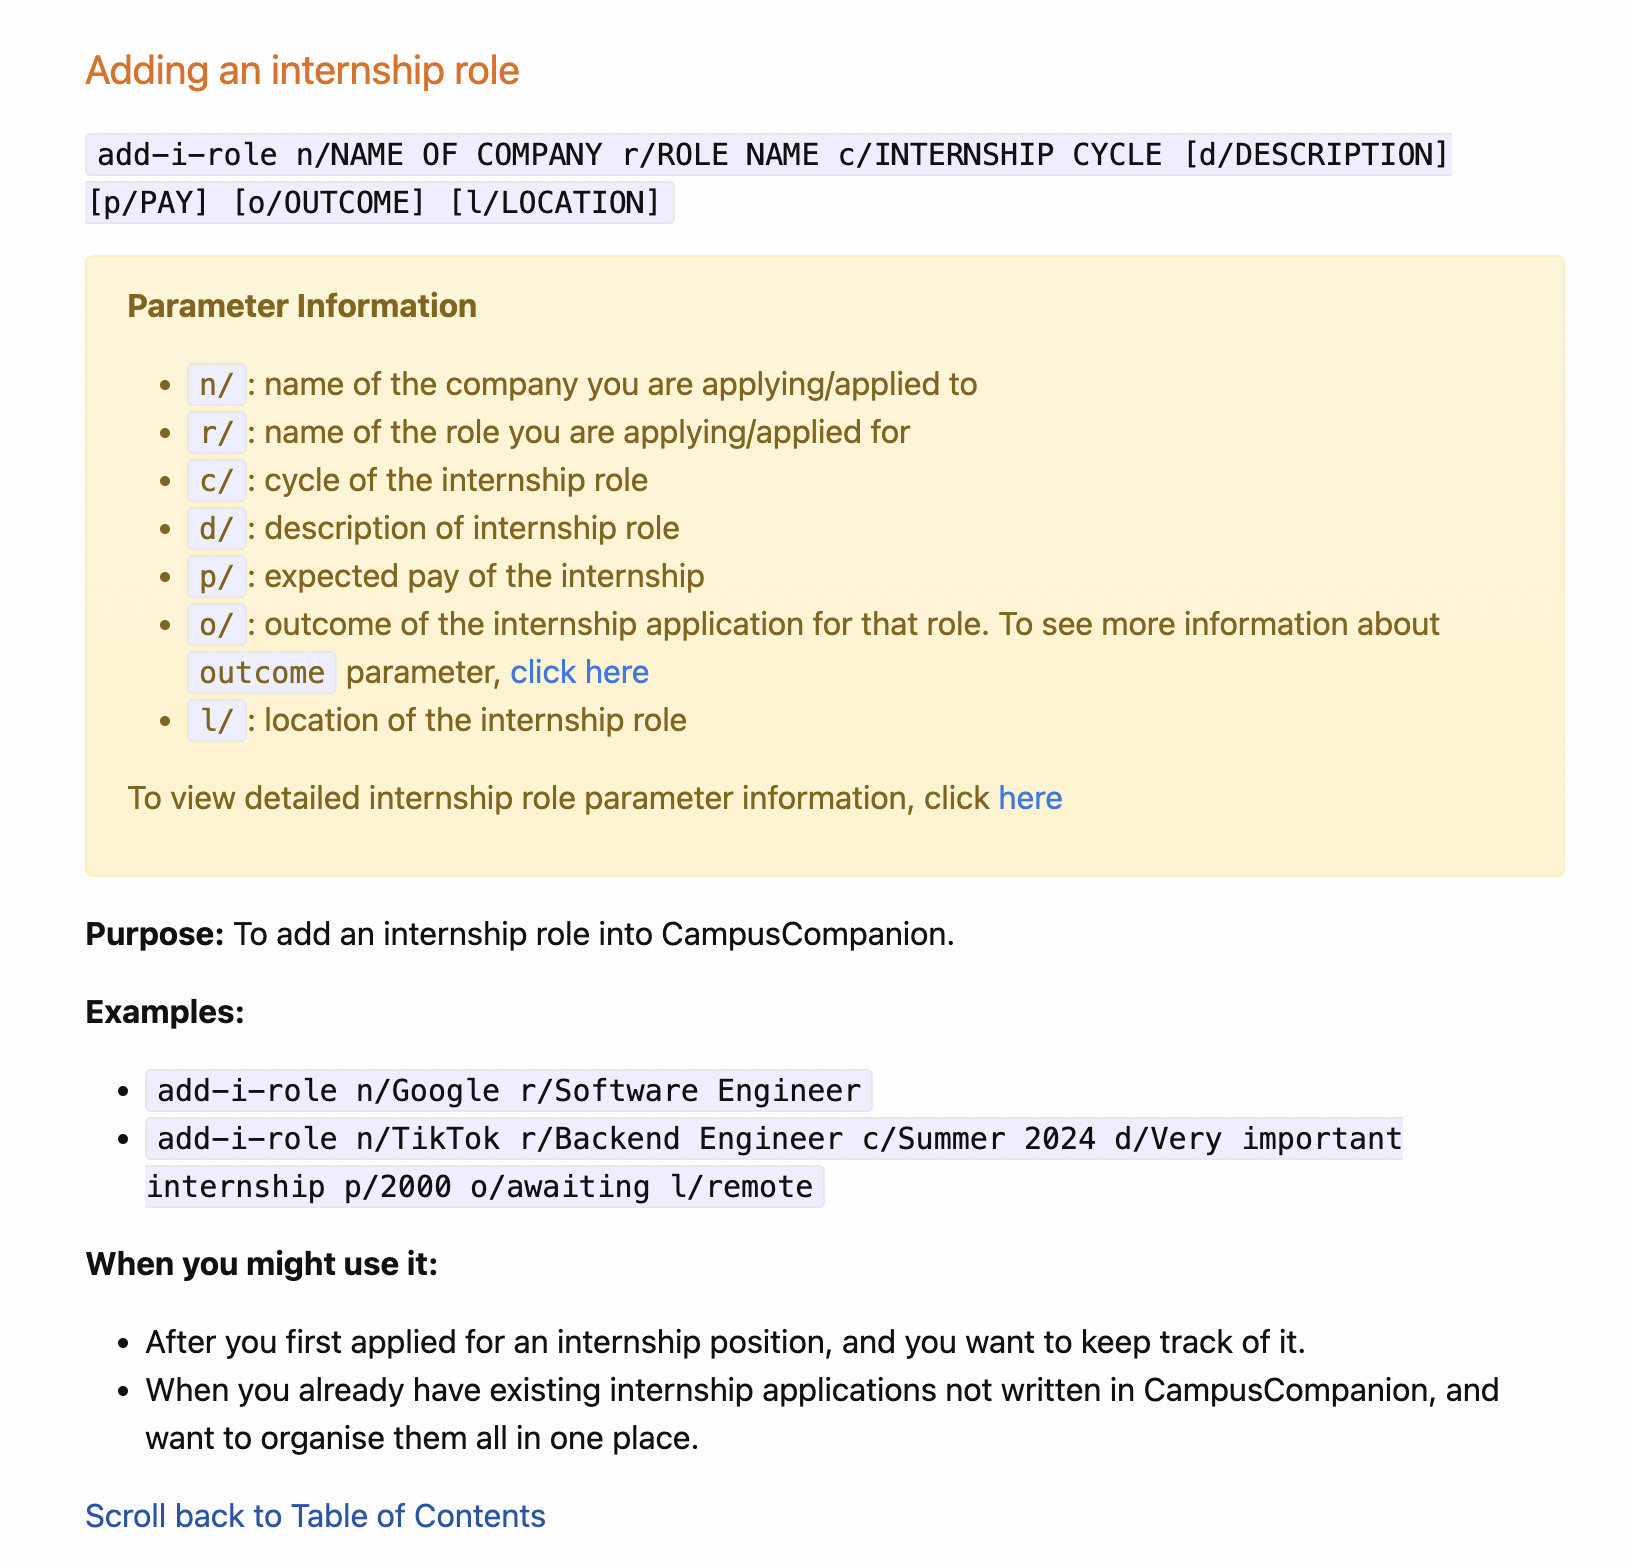 Adding an internship role
add-i-role n/NAME OF COMPANY r/ROLE NAME c/INTERNSHIP CYCLE [d/DESCRIPTION]
[p/PAY] [o/OUTCOME] [l/LOCATION]
Parameter Information
• n/ : name of the company you are applying/applied to
• r/ : name of the role you are applying/applied for
• c/ : cycle of the internship role
• d/ : description of internship role
• p/ : expected pay of the internship
• o/ : outcome of the internship application for that role. To see more information about
outcome parameter, click here
• l/ : location of the internship role
To view detailed internship role parameter information, click here
Purpose: To add an internship role into CampusCompanion.
Examples:
• add-i-role n/Google r/Software Engineer
• add-i-role n/TikTok r/Backend Engineer c/Summer 2024 d/Very important
internship p/2000 o/awaiting l/remote
When you might use it:
• After you first applied for an internship position, and you want to keep track of it.
• When you already have existing internship applications not written in CampusCompanion, and
want to organise them all in one place.
Scroll back to Table of Contents